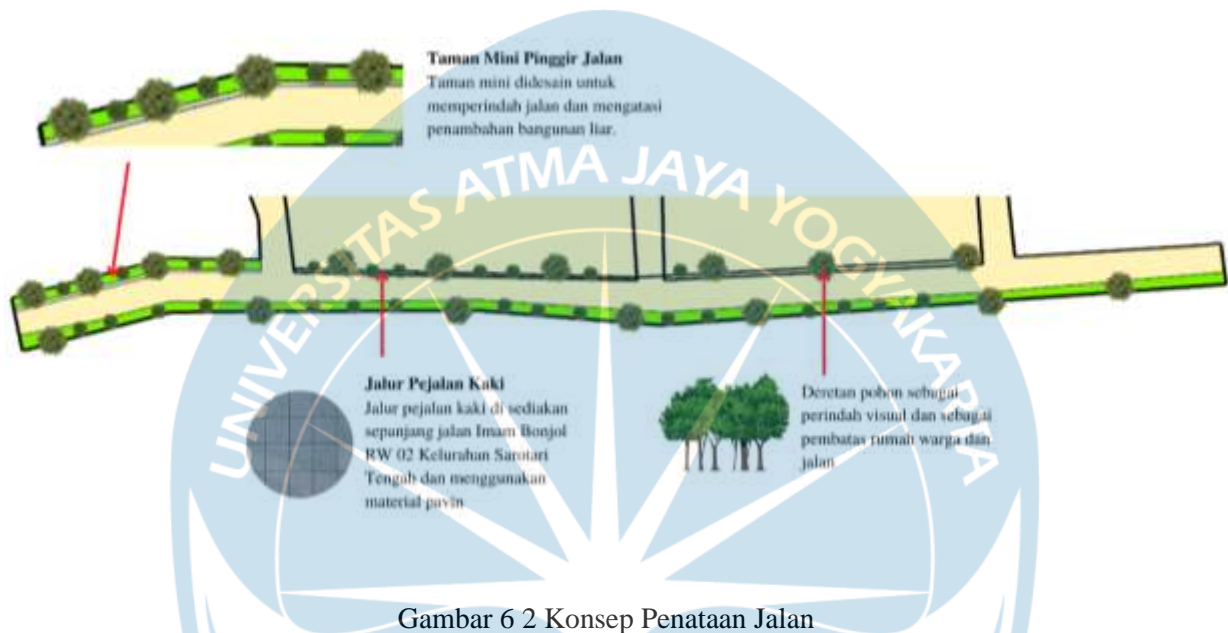 Taman Mini Pinggir Jalan
Taman mini didesain untuk
memperindah jalan dan mengatasi
penambahan bangunan liar.
UNIVERSITAS ATMA JAYA YOGYAKARTA
Jalur Pejalan Kaki
Jalur pejalan kaki di sediakan
sepanjang jalan Imam Bonjol
RW 02 Kelurahan Sarotari
Tengah dan menggunakan
material pavin
Deretan pohon sebagai
perindah visual dan sebagai
pembatas rumah warga dan
jalan
Gambar 6 2 Konsep Penataan Jalan